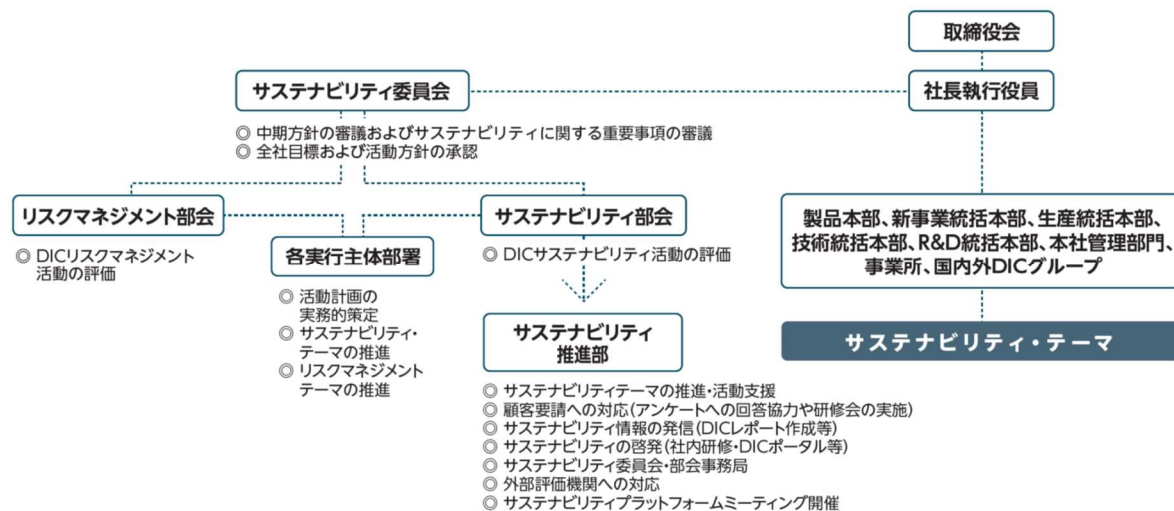 取締役会
サステナビリティ委員会
社長執行役員
◎ 中期方針の審議およびサステナビリティに関する重要事項の審議
◎ 全社目標および活動方針の承認
リスクマネジメント部会
◎ DICリスクマネジメント
活動の評価
各実行主体部署
◎ 活動計画の
実務的策定
◎ サステナビリティ・
テーマの推進
◎ リスクマネジメント
テーマの推進
サステナビリティ部会
◎ DICサステナビリティ活動の評価
サステナビリティ
推進部
◎ サステナビリティテーマの推進・活動支援
◎ 顧客要請への対応(アンケートへの回答協力や研修会の実施)
◎ サステナビリティ情報の発信(DICレポート作成等)
◎ サステナビリティの啓発(社内研修・DICポータル等)
◎ サステナビリティ委員会・部会事務局
◎ 外部評価機関への対応
◎ サステナビリティプラットフォームミーティング開催
製品本部、新事業統括本部、生産統括本部、
技術統括本部、R&D統括本部、本社管理部門、
事業所、国内外DICグループ
サステナビリティ・テーマ